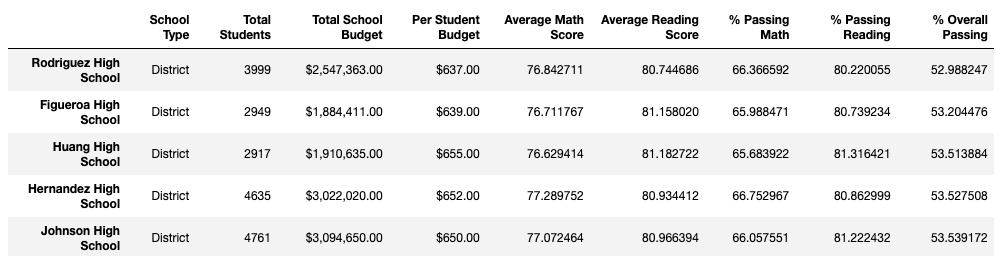 School Type Total Students Total School Budget Per Student Budget Average Math Score Average Reading Score % Passing Math % Passing Reading % Overall Passing
Rodriguez High School District 3999 $2,547,363.00 $637.00 76.842711 80.744686 66.366592 80.220055 52.988247
Figueroa High School District 2949 $1,884,411.00 $639.00 76.711767 81.158020 65.988471 80.739234 53.204476
Huang High School District 2917 $1,910,635.00 $655.00 76.629414 81.182722 65.683922 81.316421 53.513884
Hernandez High School District 4635 $3,022,020.00 $652.00 77.289752 80.934412 66.752967 80.862999 53.527508
Johnson High School District 4761 $3,094,650.00 $650.00 77.072464 80.966394 66.057551 81.222432 53.539172